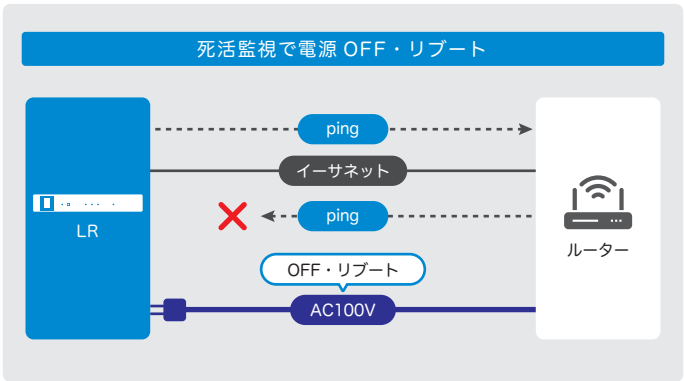 死活監視で電源 OFF・リブート
ping
イーサネット
ping
LR
ルーター
OFF・リブート
AC100V